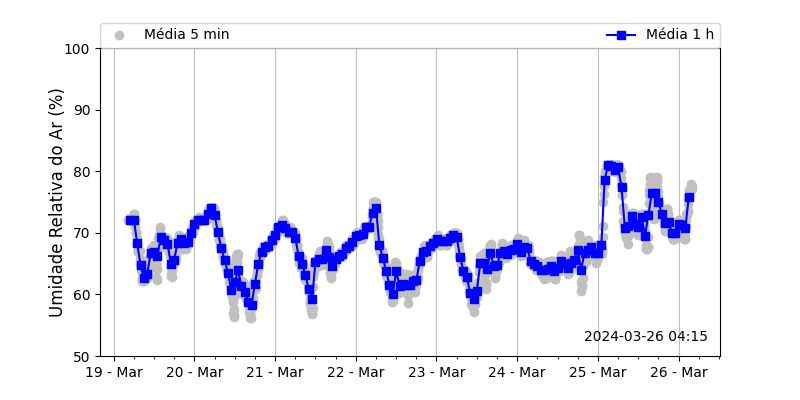 Média 5 min
Média 1 h
Umidade Relativa do Ar (%)
100
90
80
70
60
50
2024-03-26 04:15
19 - Mar
20 - Mar
21 - Mar
22 - Mar
23 - Mar
24 - Mar
25 - Mar
26 - Mar